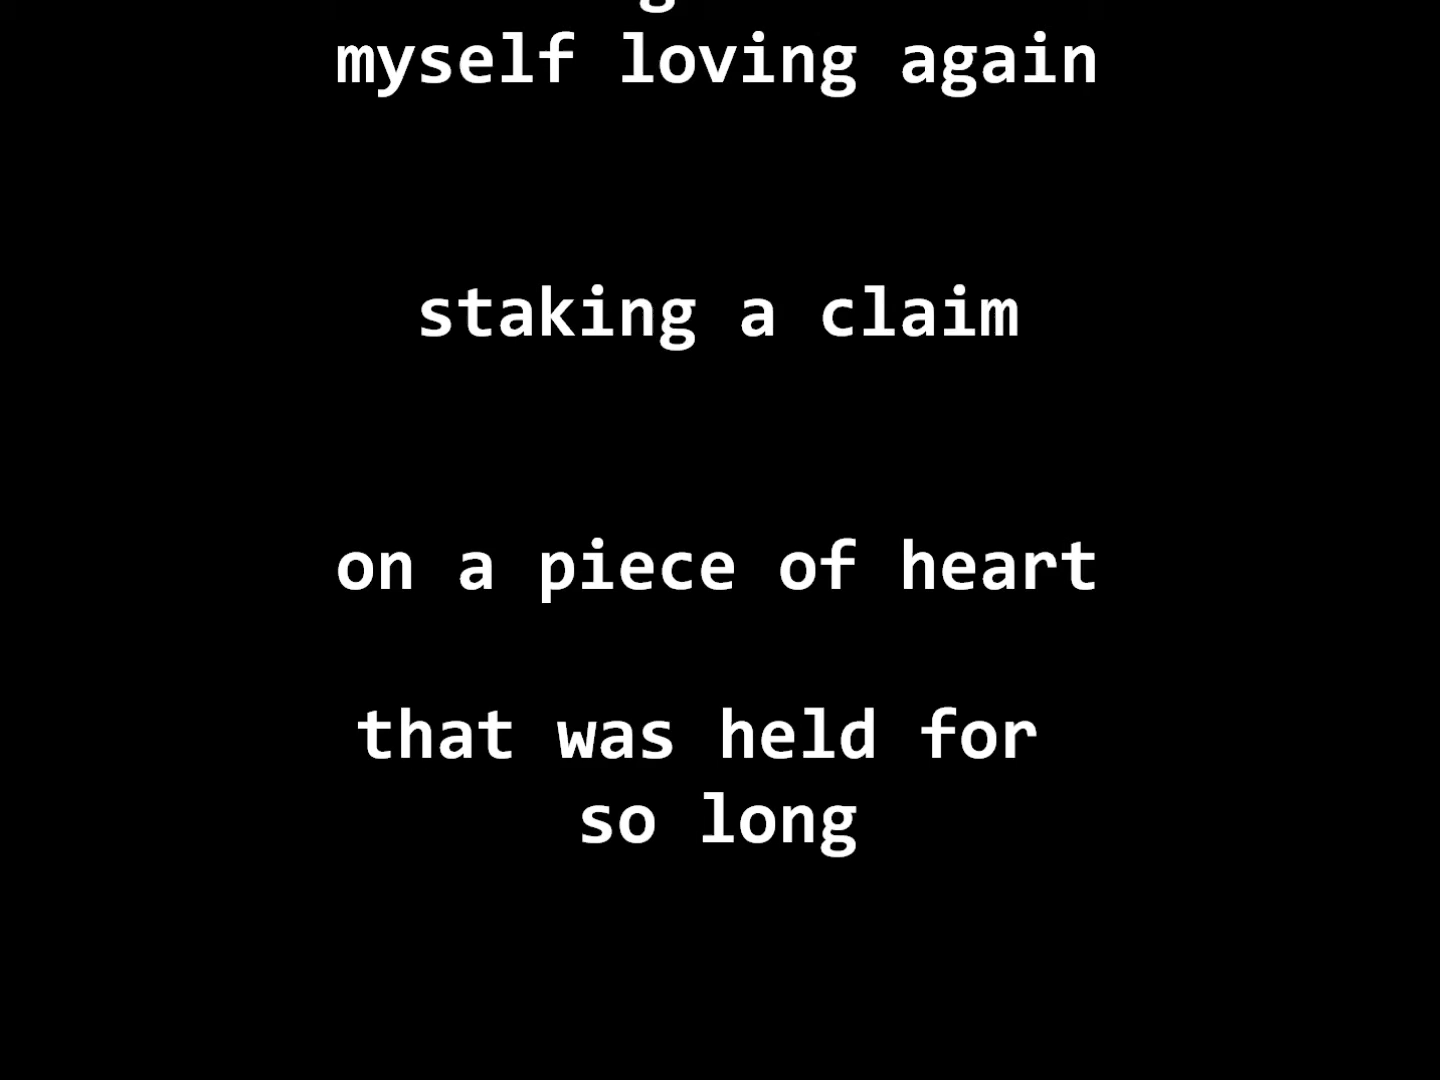 myself loving again
staking a claim
on a piece of heart
that was held for
so long